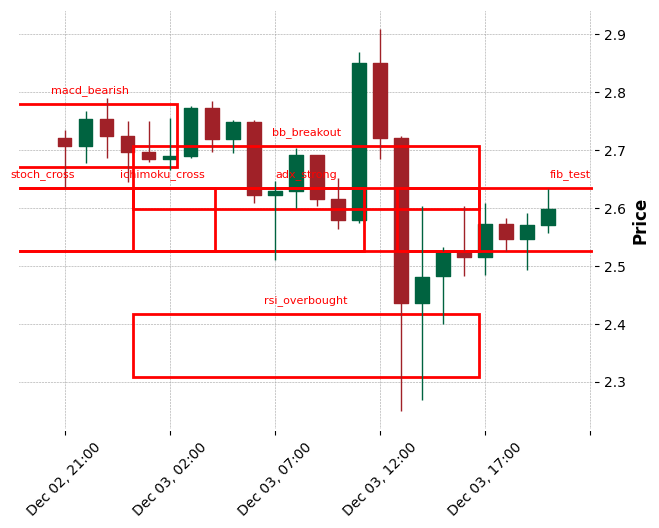 macd_bearish
bb_breakout
stoch_cross
ichimoku_cross
adx_strong
fib_test
rsi_overbought
2.9
2.8
2.7
2.6
2.5
2.4
2.3
Price
Dec 02, 21:00
Dec 03, 02:00
Dec 03, 07:00
Dec 03, 12:00
Dec 03, 17:00